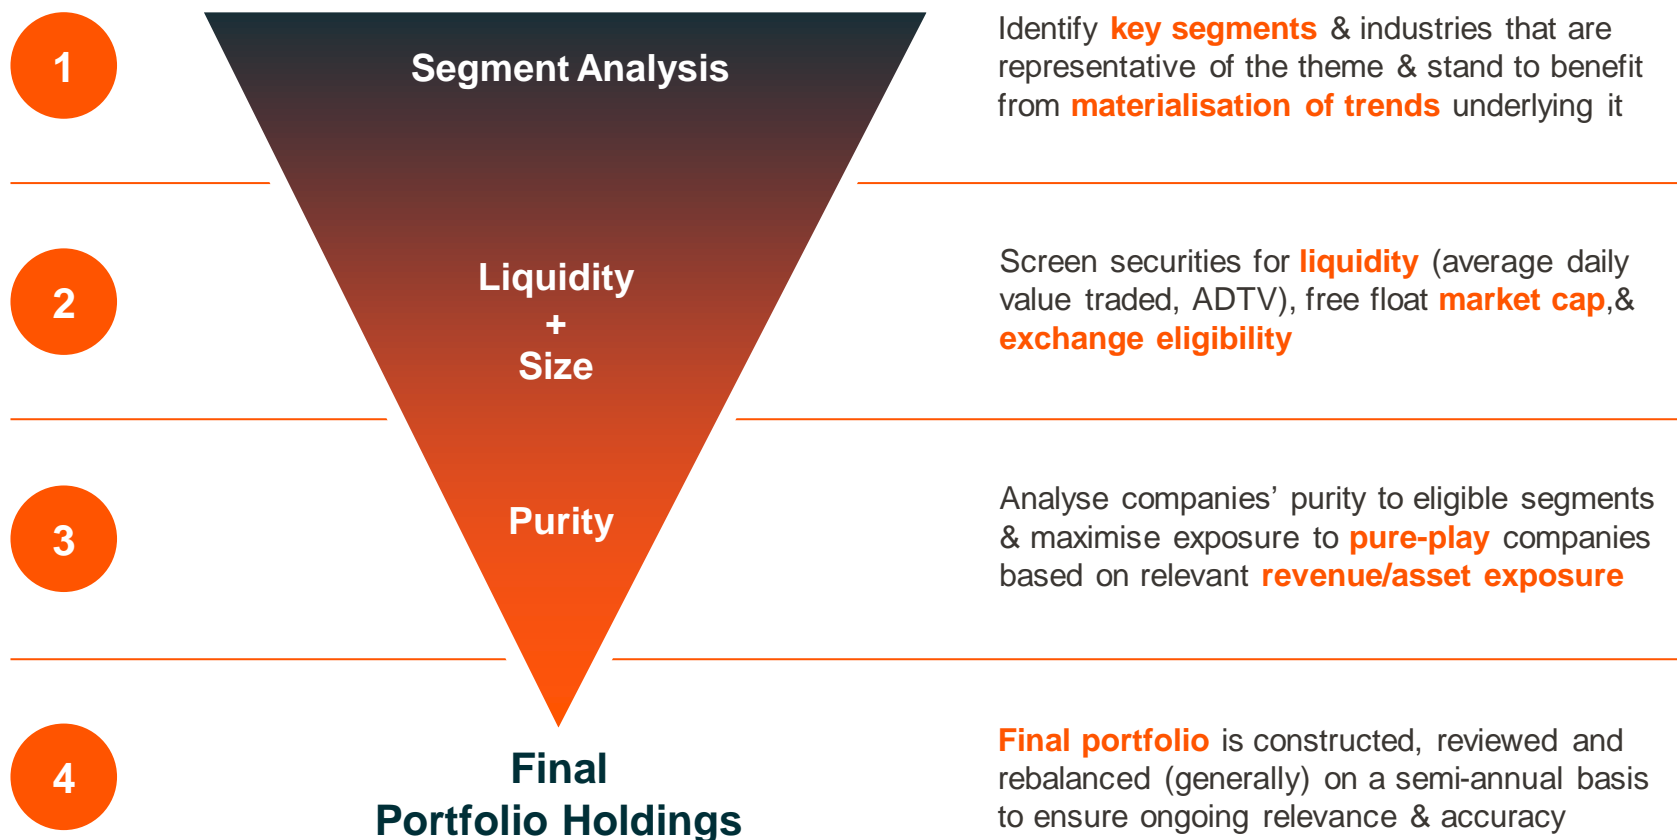 1
Segment Analysis
Identify key segments & industries that are
representative of the theme & stand to benefit
from materialisation of trends underlying it
2
Liquidity
+
Size
Screen securities for liquidity (average daily
value traded, ADTV), free float market cap,&
exchange eligibility
3
Purity
Analyse companies’ purity to eligible segments
& maximise exposure to pure-play companies
based on relevant revenue/asset exposure
4
Final
Portfolio Holdings
Final portfolio is constructed, reviewed and
rebalanced (generally) on a semi-annual basis
to ensure ongoing relevance & accuracy